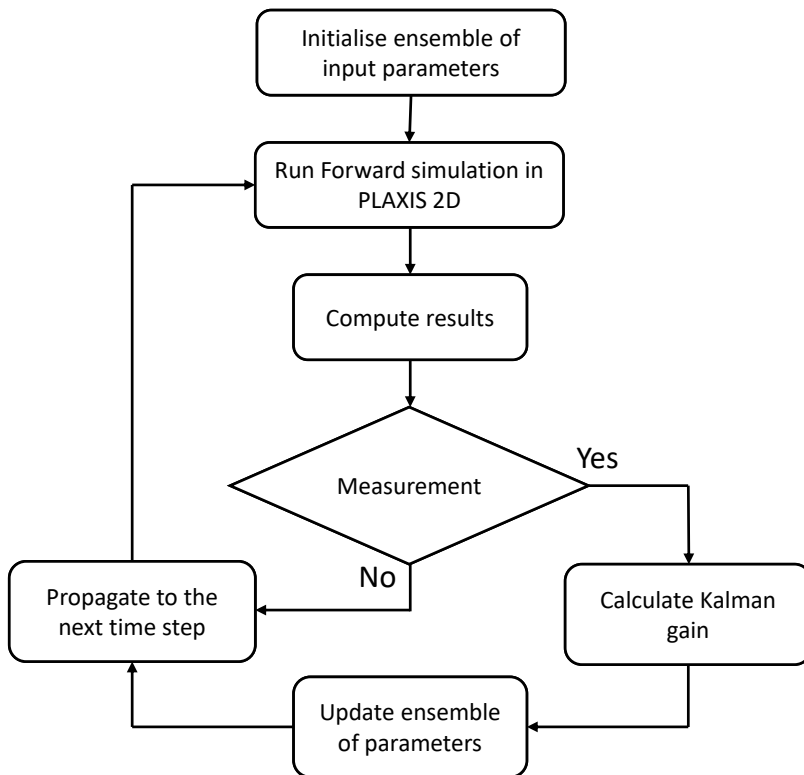 Initialise ensemble of
input parameters
Run Forward simulation in
PLAXIS 2D
Compute results
Measurement
Yes
No
Propagate to the
next time step
Calculate Kalman
gain
Update ensemble
of parameters